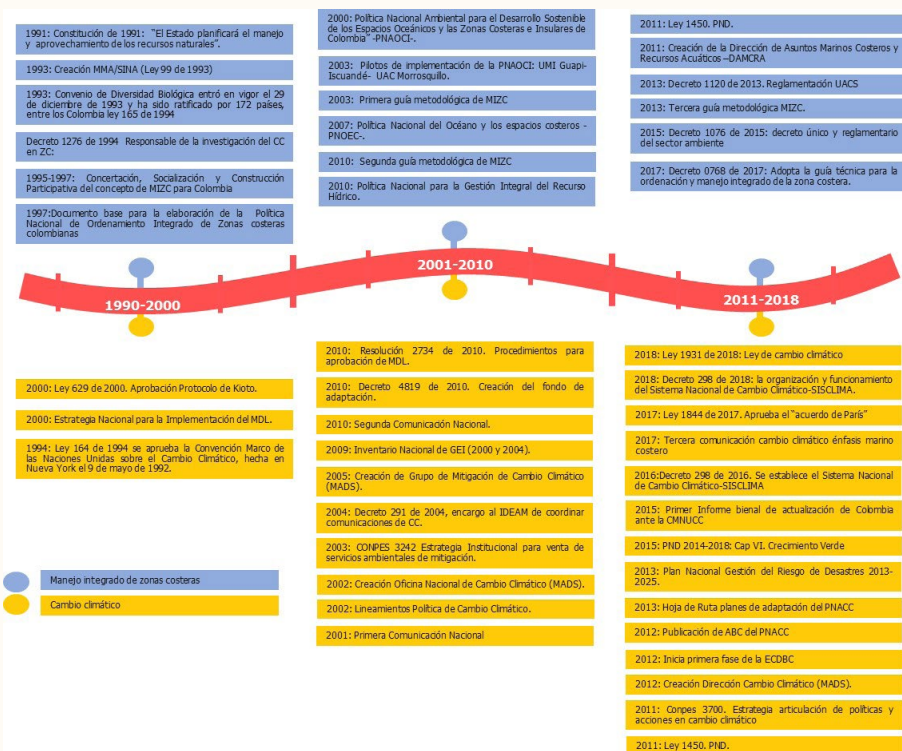 1991: Constitución de 1991: "El Estado planificará el manejo
y aprovechamiento de los recursos naturales".
1993: Creación MMA/SINA (Ley 99 de 1993)
1993: Convenio de Diversidad Biológica entró en vigor el 29
de diciembre de 1993 y ha sido ratificado por 172 países,
entre los Colombia ley 165 de 1994
Decreto 1276 de 1994 Responsable de la investigación del CC
en ZC:
1995-1997: Concertación, Socialización y Construcción
Participativa del concepto de MIZC para Colombia
1997:Documento base para la elaboración de la Política
Nacional de Ordenamiento Integrado de Zonas costeras
colombianas
2000: Política Nacional Ambiental para el Desarrollo Sostenible
de los Espacios Oceánicos y las Zonas Costeras e Insulares de
Colombia" -PNAOCI-.
2003: Pilotos de implementación de la PNAOCI: UMI Guapi-
Iscuandé- UAC Morrosquillo.
2003: Primera guía metodológica de MIZC
2007: Política Nacional del Océano y los espacios costeros -
PNOEC-.
2010: Segunda guía metodológica de MIZC
2010: Política Nacional para la Gestión Integral del Recurso
Hídrico.
2011: Ley 1450. PND.
2011: Creación de la Dirección de Asuntos Marinos Costeros y
Recursos Acuáticos –DAMCRA
2013: Decreto 1120 de 2013. Reglamentación UACS
2013: Tercera guía metodológica MIZC.
2015: Decreto 1076 de 2015: decreto único y reglamentario
del sector ambiente
2017: Decreto 0768 de 2017: Adopta la guía técnica para la
ordenación y manejo integrado de la zona costera.
1990-2000
2001-2010
2011-2018
2000: Ley 629 de 2000. Aprobación Protocolo de Kioto.
2000: Estrategia Nacional para la Implementación del MDL.
1994: Ley 164 de 1994 se aprueba la Convención Marco de
las Naciones Unidas sobre el Cambio Climático, hecha en
Nueva York el 9 de mayo de 1992.
2010: Resolución 2734 de 2010. Procedimientos para
aprobación de MDL.
2010: Decreto 4819 de 2010. Creación del fondo de
adaptación.
2010: Segunda Comunicación Nacional.
2009: Inventario Nacional de GEI (2000 y 2004).
2005: Creación de Grupo de Mitigación de Cambio Climático
(MADS).
2004: Decreto 291 de 2004, encargo al IDEAM de coordinar
comunicaciones de CC.
2003: CONPES 3242 Estrategia Institucional para venta de
servicios ambientales de mitigación.
2002: Creación Oficina Nacional de Cambio Climático (MADS).
2002: Lineamientos Política de Cambio Climático.
2001: Primera Comunicación Nacional
2018: Ley 1931 de 2018: Ley de cambio climático
2018: Decreto 298 de 2018: la organización y funcionamiento
del Sistema Nacional de Cambio Climático-SISCLIMA.
2017: Ley 1844 de 2017. Aprueba el "acuerdo de París"
2017: Tercera comunicación cambio climático énfasis marino
costero
2016:Decreto 298 de 2016. Se establece el Sistema Nacional
de Cambio Climático-SISCLIMA
2015: Primer Informe bienal de actualización de Colombia
ante la CMNUCC
2015: PND 2014-2018: Cap VI. Crecimiento Verde
2013: Plan Nacional Gestión del Riesgo de Desastres 2013-
2025.
2013: Hoja de Ruta planes de adaptación del PNACC
2012: Publicación de ABC del PNACC
2012: Inicia primera fase de la ECDBC
2012: Creación Dirección Cambio Climático (MADS).
2011: Conpes 3700. Estrategia articulación de políticas y
acciones en cambio climático
2011: Ley 1450. PND.
Manejo integrado de zonas costeras
Cambio climático